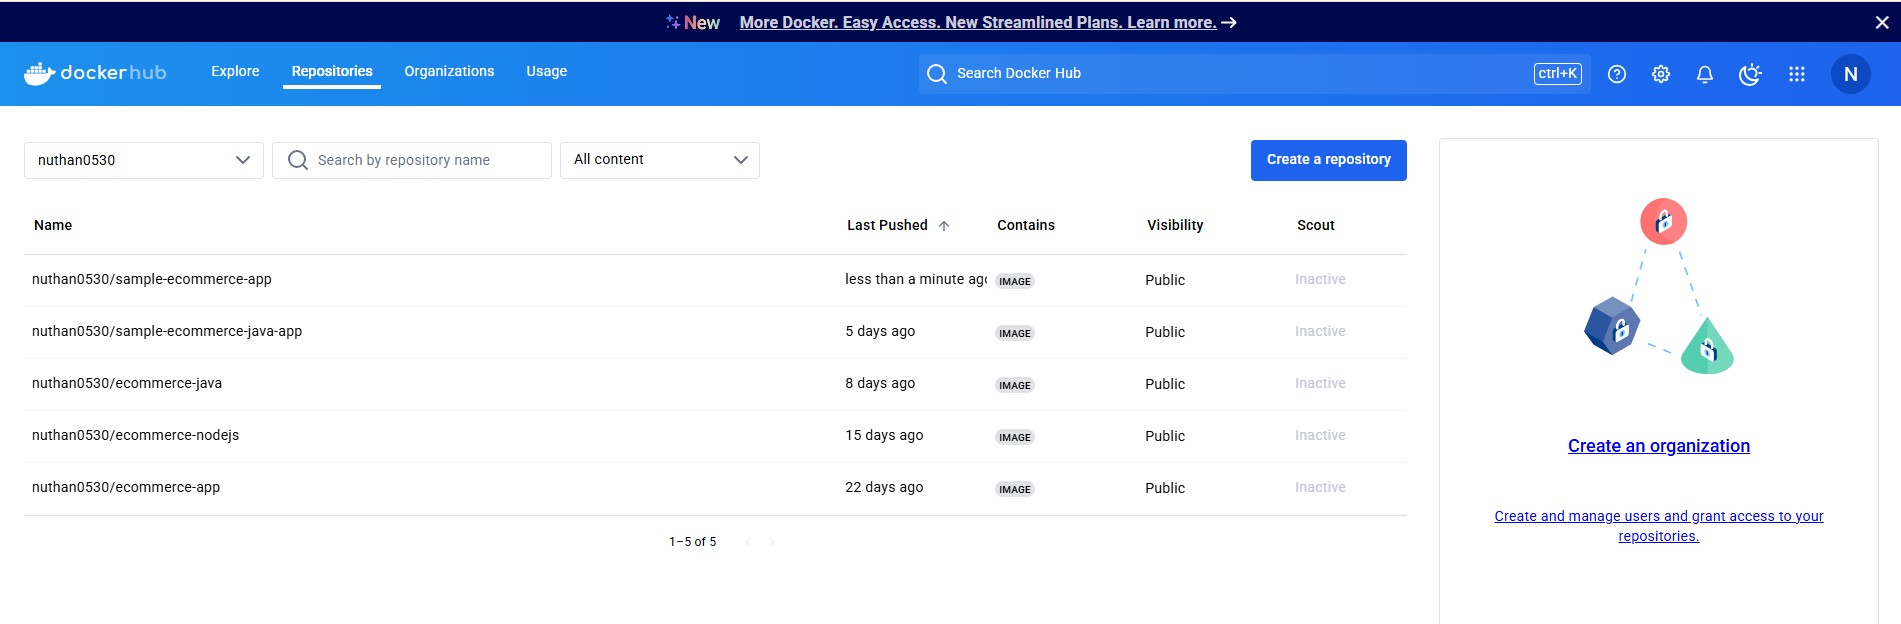 New More Docker. Easy Access. New Streamlined Plans. Learn more.
dockerhub Explore Repositories Organizations Usage Search Docker Hub ctrl+K N
nuthan0530 Search by repository name All content Create a repository
Name Last Pushed Contains Visibility Scout
nuthan0530/sample-ecommerce-app less than a minute ago IMAGE Public Inactive
nuthan0530/sample-ecommerce-java-app 5 days ago IMAGE Public Inactive
nuthan0530/ecommerce-java 8 days ago IMAGE Public Inactive
nuthan0530/ecommerce-nodejs 15 days ago IMAGE Public Inactive
nuthan0530/ecommerce-app 22 days ago IMAGE Public Inactive
1–5 of 5
Create an organization
Create and manage users and grant access to your
repositories.